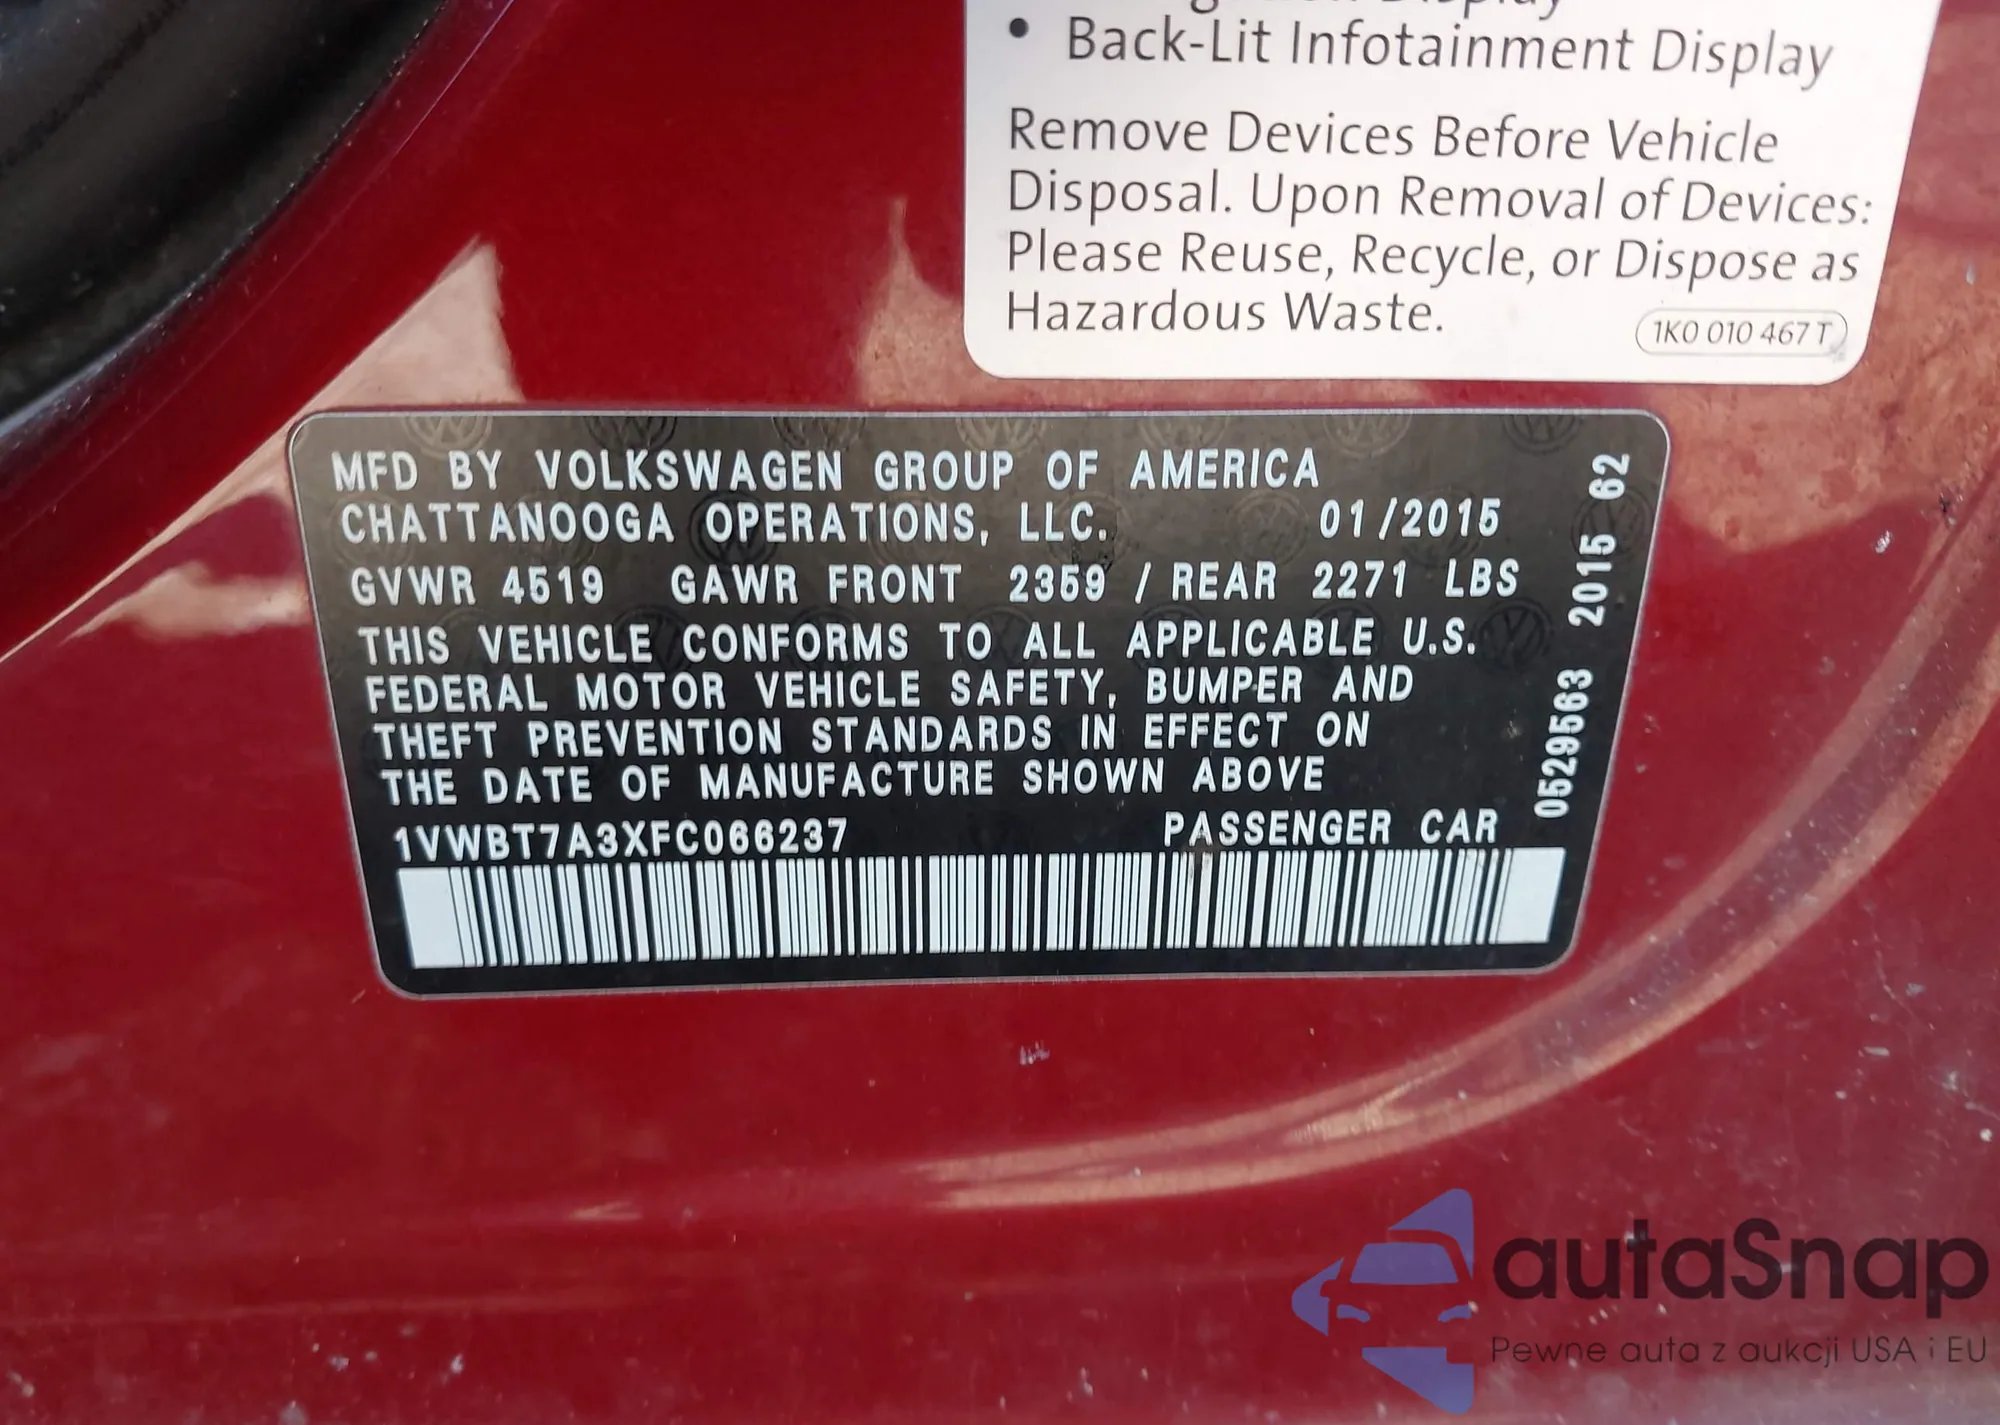 • Back-Lit Infotainment Display
Remove Devices Before Vehicle
Disposal. Upon Removal of Devices:
Please Reuse, Recycle, or Dispose as
Hazardous Waste.
1K0 010 467 T
MFD BY VOLKSWAGEN GROUP OF AMERICA
CHATTANOOGA OPERATIONS, LLC. 01/2015
GVWR 4519 GAWR FRONT 2359 / REAR 2271 LBS
THIS VEHICLE CONFORMS TO ALL APPLICABLE U.S.
FEDERAL MOTOR VEHICLE SAFETY, BUMPER AND
THEFT PREVENTION STANDARDS IN EFFECT ON
THE DATE OF MANUFACTURE SHOWN ABOVE
1VWBT7A3XFC066237 PASSENGER CAR
0529563 2015 62
autaSnap
Pewne auta z aukcji USA i EU